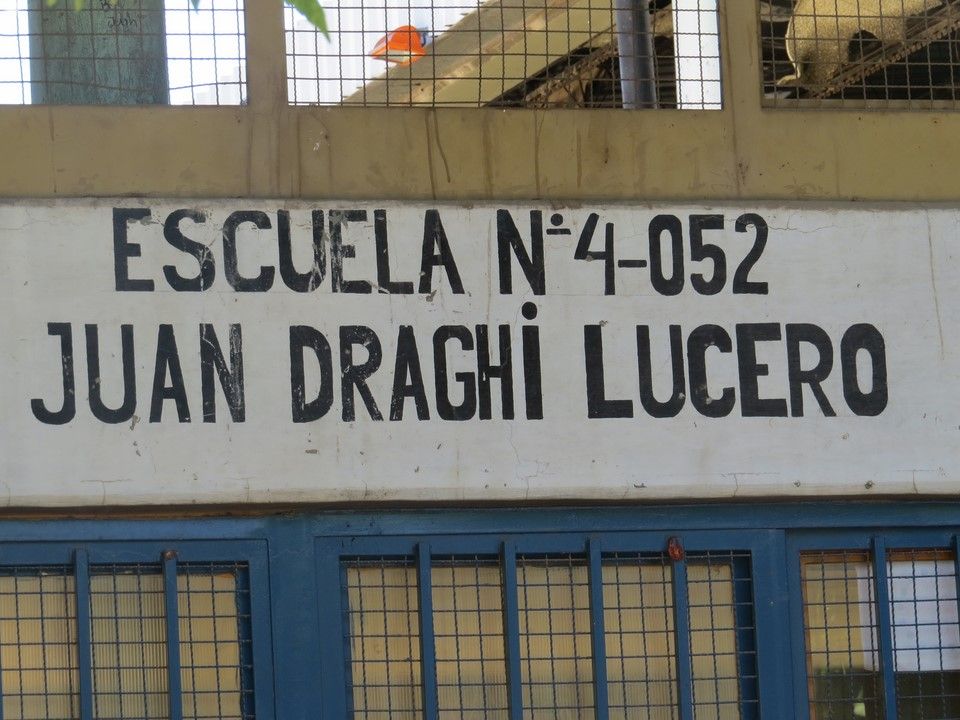 ESCUELA Nº 4-052
JUAN DRAGHi LUCERO